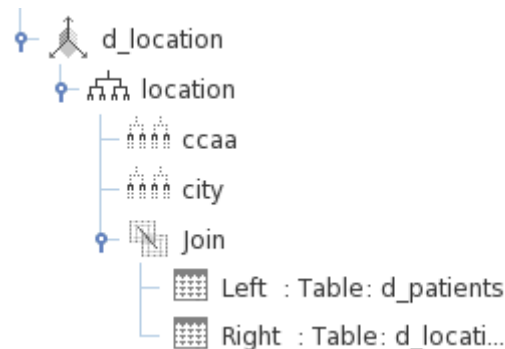 d_location
location
ccaa
city
Join
Left : Table: d_patients
Right : Table: d_locati...